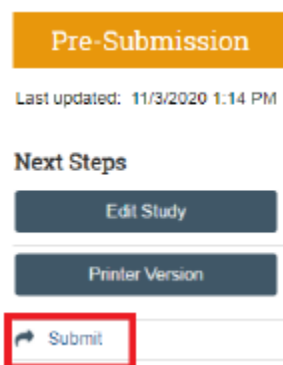 Pre-Submission
Last updated: 11/3/2020 1:14 PM
Next Steps
Edit Study
Printer Version
Submit